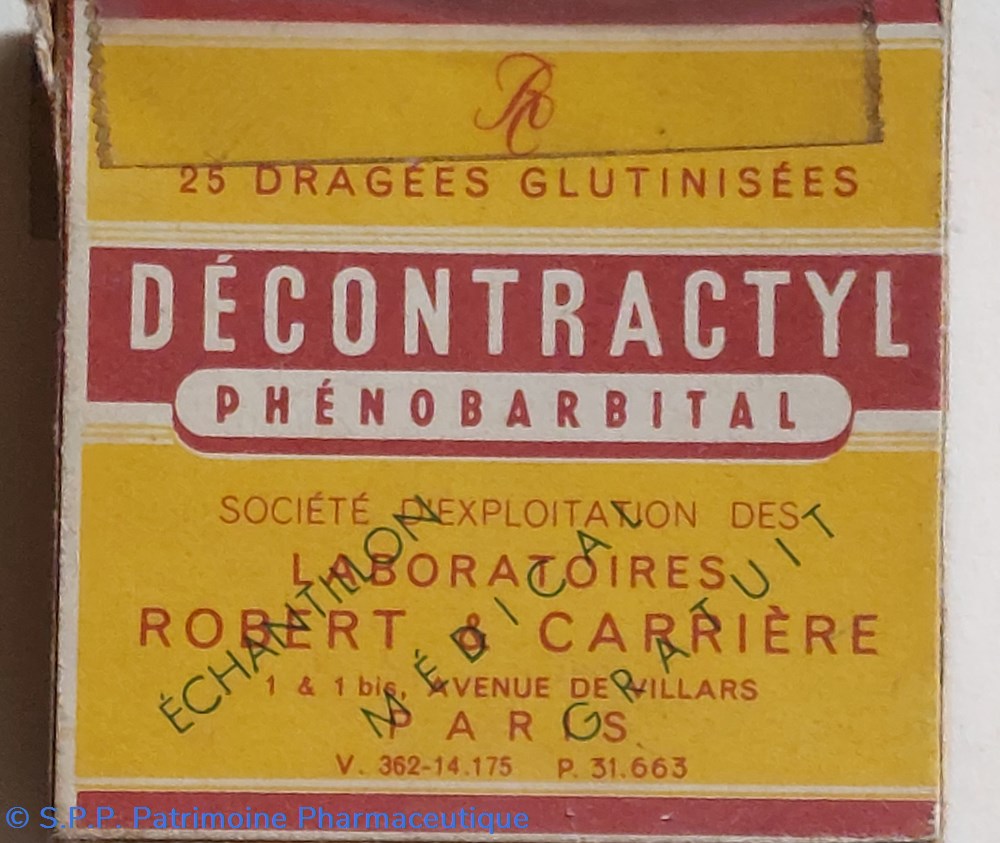 RC
25 DRAGÉES GLUTINISÉES
DÉCONTRACTYL
PHÉNOBARBITAL
SOCIÉTÉ D'EXPLOITATION DES
LABORATOIRES
ROBERT & CARRIÈRE
1 & 1 bis, AVENUE DE VILLARS
PARIS
V. 362-14.175 P. 31.663
ÉCHANTILLON
MÉDICAL
GRATUIT
© S.P.P. Patrimoine Pharmaceutique